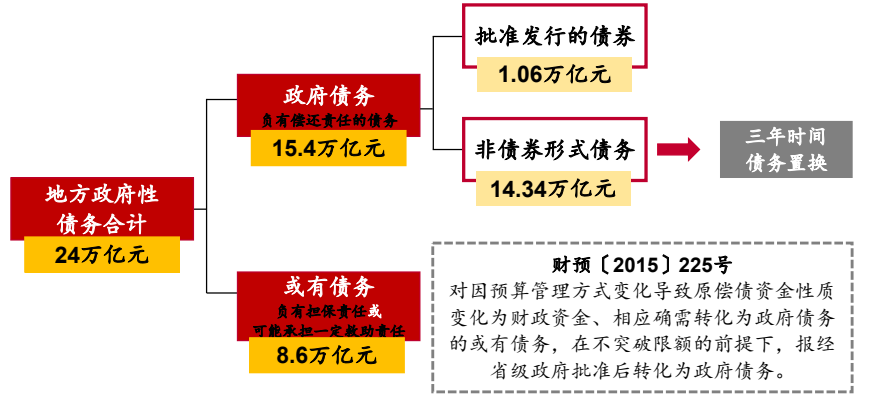 地方政府性
债务合计
24万亿元
政府债务
负有偿还责任的债务
15.4万亿元
批准发行的债券
1.06万亿元
非债券形式债务
14.34万亿元
三年时间
债务置换
或有债务
负有担保责任或
可能承担一定救助责任
8.6万亿元
财预〔2015〕225号
对因预算管理方式变化导致原偿债资金性质
变化为财政资金、相应确需转化为政府债务
的或有债务，在不突破限额的前提下，报经
省级政府批准后转化为政府债务。